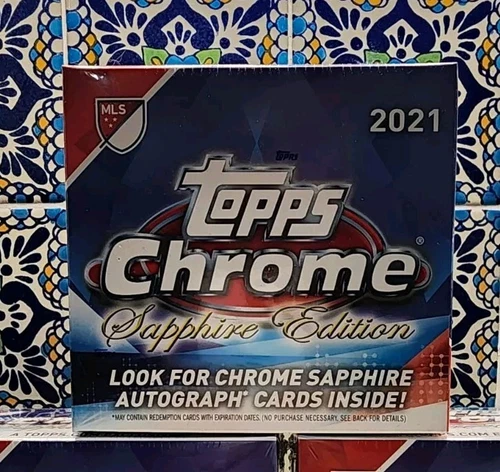 MLS
2021
TOPPS
topps
Chrome®
Sapphire Edition
LOOK FOR CHROME SAPPHIRE
AUTOGRAPH* CARDS INSIDE!
*MAY CONTAIN REDEMPTION CARDS WITH EXPIRATION DATES. (NO PURCHASE NECESSARY, SEE BACK FOR DETAILS)